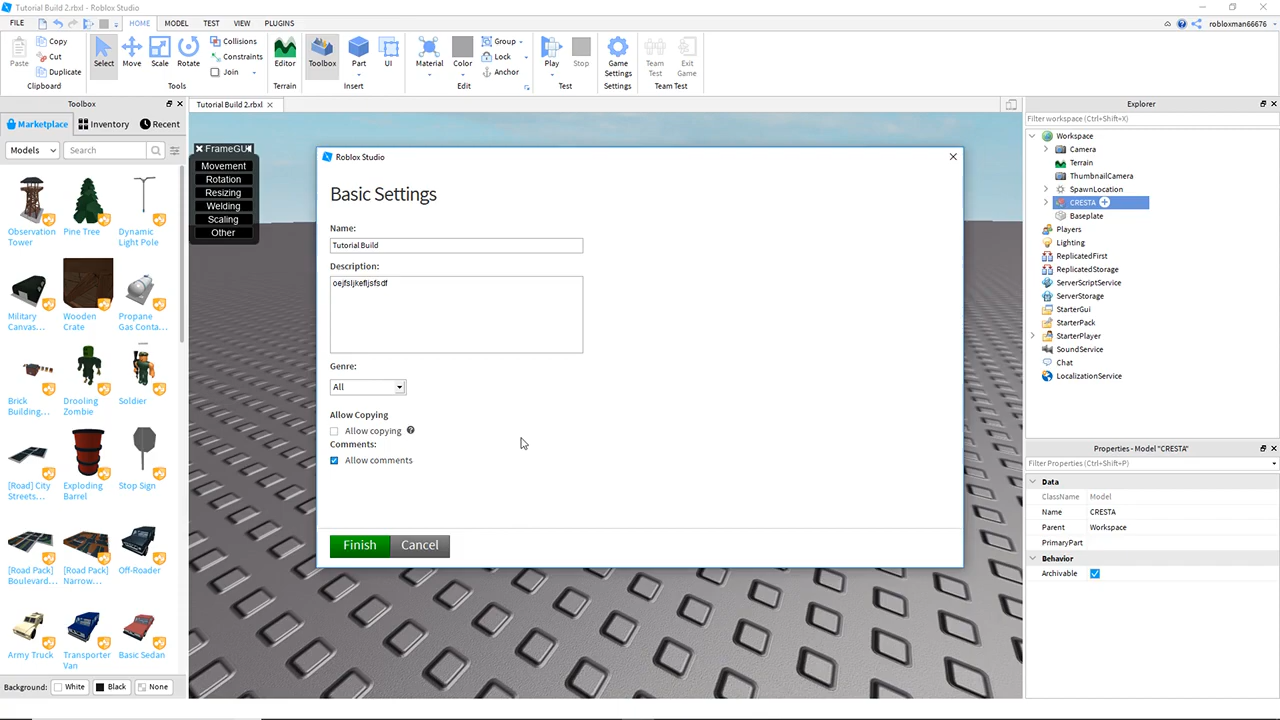 Tutorial Build 2.rbxl - Roblox Studio
FILE HOME MODEL TEST VIEW PLUGINS robloxman66676
Paste Copy Cut Duplicate Select Move Scale Rotate Collisions Constraints Join Editor Toolbox Part UI Material Color Group Lock Anchor Play Stop Game Settings Team Test Exit Game
Clipboard Tools Terrain Insert Edit Test Settings Team Test
Toolbox
Marketplace Inventory Recent
Models Search
Observation Tower
Pine Tree
Dynamic Light Pole
Military Canvas...
Wooden Crate
Propane Gas Conta...
Brick Building...
Drooling Zombie
Soldier
[Road] City Streets...
Exploding Barrel
Stop Sign
[Road Pack] Boulevard...
[Road Pack] Narrow...
Off-Roader
Army Truck
Transporter Van
Basic Sedan
Background: White Black None
Tutorial Build 2.rbxl
FrameGUI
Movement
Rotation
Resizing
Welding
Scaling
Other
Roblox Studio
Basic Settings
Name:
Tutorial Build
Description:
oejfsljkefljsfsdf
Genre:
All
Allow Copying
Allow copying
Comments:
Allow comments
Finish Cancel
Explorer
Filter workspace (Ctrl+Shift+X)
Workspace
Camera
Terrain
ThumbnailCamera
SpawnLocation
CRESTA
Baseplate
Players
Lighting
ReplicatedFirst
ReplicatedStorage
ServerScriptService
ServerStorage
StarterGui
StarterPack
StarterPlayer
SoundService
Chat
LocalizationService
Properties - Model "CRESTA"
Filter Properties (Ctrl+Shift+P)
Data
ClassName Model
Name CRESTA
Parent Workspace
PrimaryPart
Behavior
Archivable